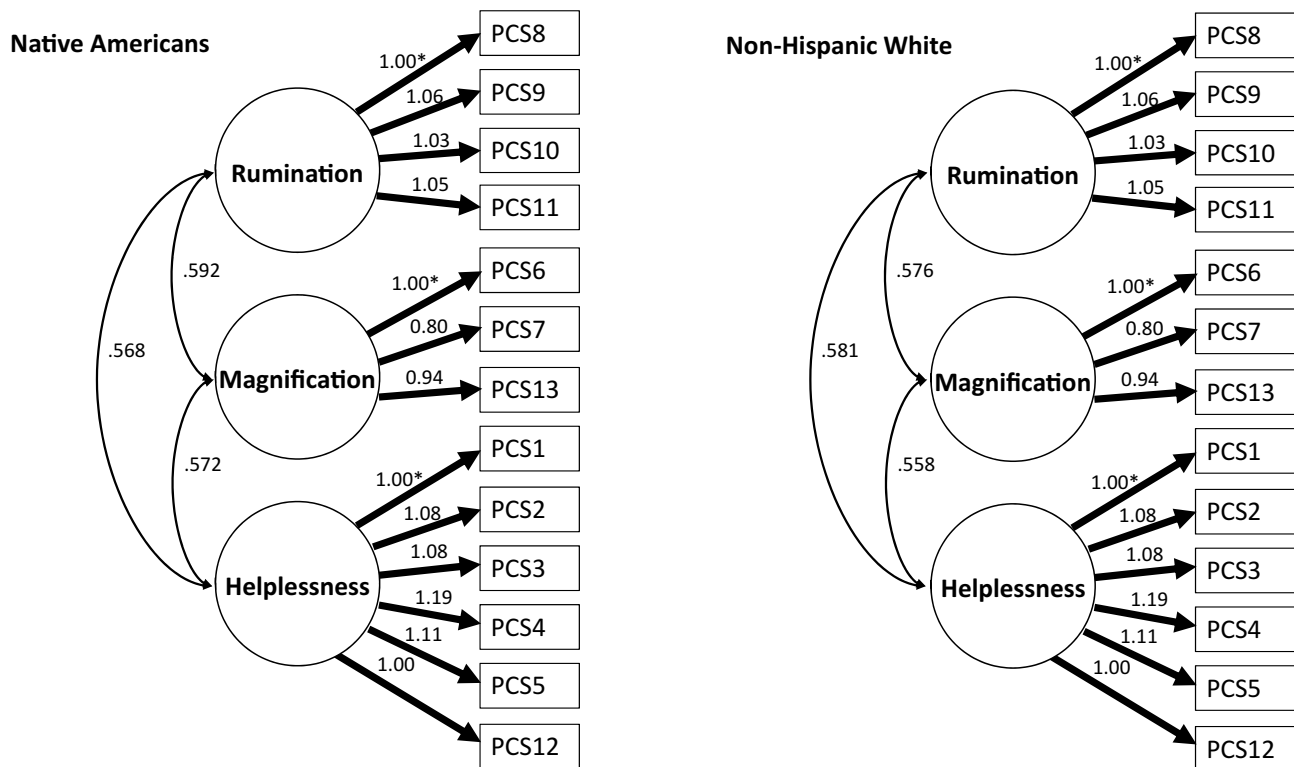 Native Americans
PCS8
1.00*
PCS9
1.06
PCS10
1.03
Rumination
PCS11
1.05
PCS6
1.00*
.592
PCS7
0.80
.568
Magnification
PCS13
0.94
PCS1
1.00*
.572
PCS2
1.08
PCS3
1.08
Helplessness
PCS4
1.19
PCS5
1.11
1.00
PCS12
Non-Hispanic White
PCS8
1.00*
PCS9
1.06
PCS10
1.03
Rumination
PCS11
1.05
PCS6
1.00*
.576
PCS7
0.80
.581
Magnification
PCS13
0.94
PCS1
1.00*
.558
PCS2
1.08
PCS3
1.08
Helplessness
PCS4
1.19
PCS5
1.11
1.00
PCS12